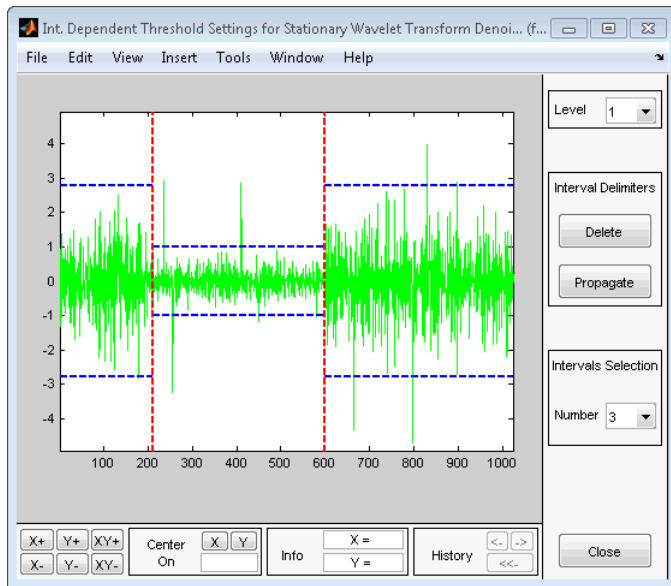 Int. Dependent Threshold Settings for Stationary Wavelet Transform Denoi... (f...
File Edit View Insert Tools Window Help
Level 1
4
3
2
1
0
-1
-2
-3
-4
100 200 300 400 500 600 700 800 900 1000
Interval Delimiters
Delete
Propagate
Intervals Selection
Number 3
X+ Y+ XY+
X- Y- XY-
Center
On
X Y
Info
X =
Y =
History
<- ->
<<-
Close